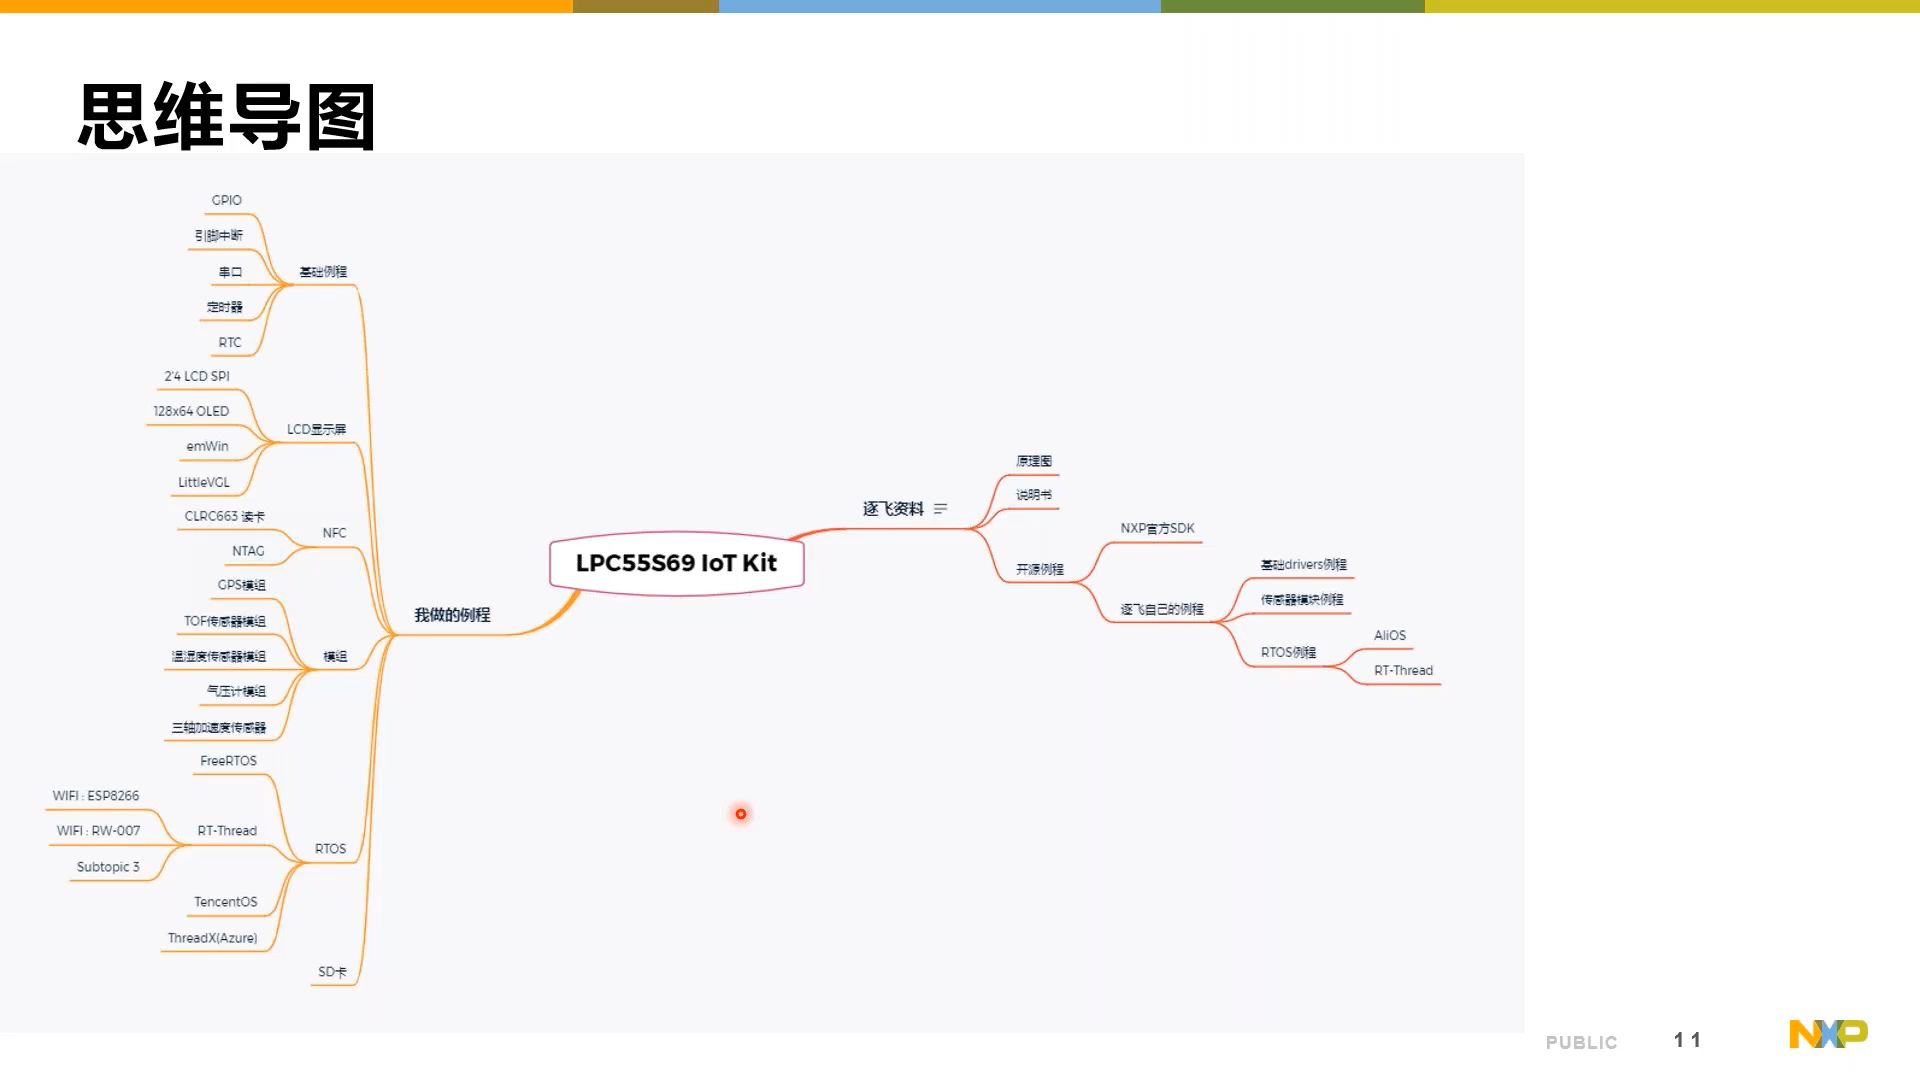 思维导图
GPIO
引脚中断
串口
定时器
RTC
基础例程
2'4 LCD SPI
128x64 OLED
emWin
LittleVGL
LCD显示屏
CLRC663 读卡
NTAG
NFC
GPS模组
TOF传感器模组
温湿度传感器模组
气压计模组
三轴加速度传感器
模组
FreeRTOS
WIFI : ESP8266
WIFI : RW-007
Subtopic 3
RT-Thread
TencentOS
ThreadX(Azure)
RTOS
SD卡
我做的例程
LPC55S69 IoT Kit
逐飞资料
原理图
说明书
开源例程
NXP官方SDK
逐飞自己的例程
基础drivers例程
传感器模块例程
RTOS例程
AliOS
RT-Thread
PUBLIC
11
NXP